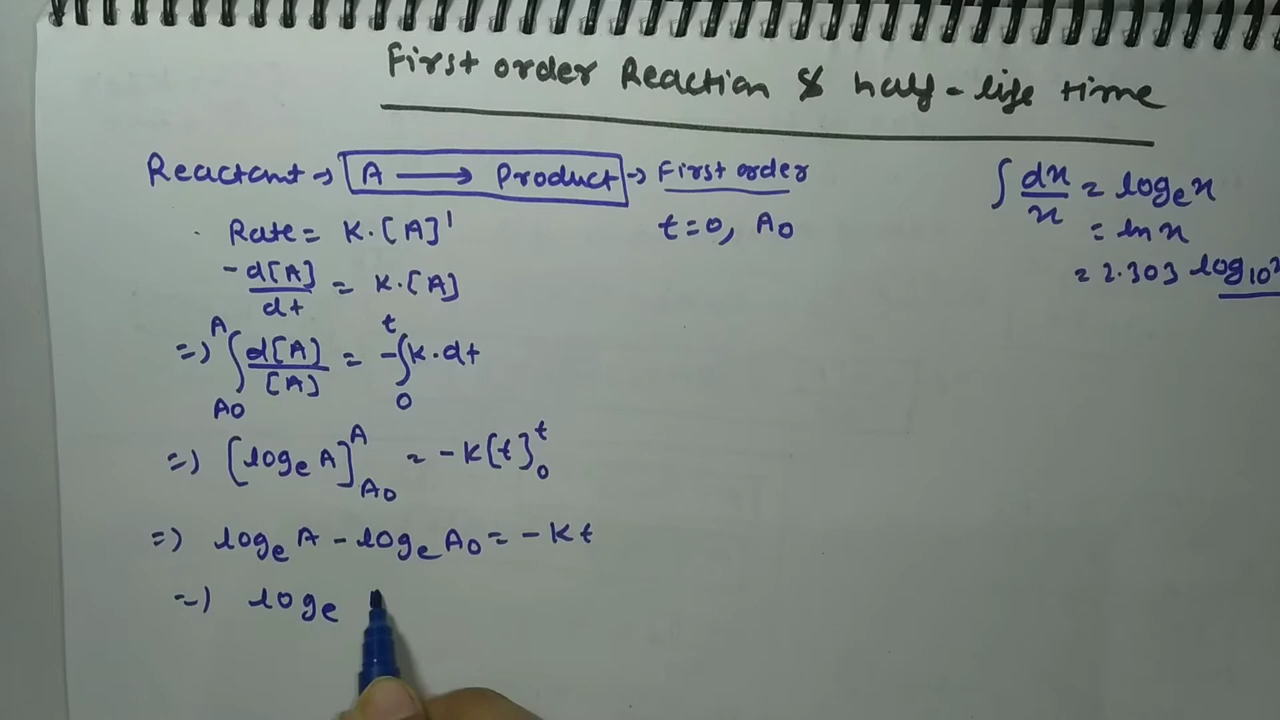 First order Reaction & half-life time
Reactant → A → Product → First order
Rate = K·[A]¹ t=0, A₀
-d[A]/dt = K·[A]
=) ∫_{A₀}^{A} d[A]/[A] = -∫_{0}^{t} K·dt
=) [logₑ A]_{A₀}^{A} = -K[t]_{0}^{t}
=) logₑ A - logₑ A₀ = -Kt
=) logₑ
∫ dx/x = logₑ x
= ln x
= 2.303 log₁₀ x